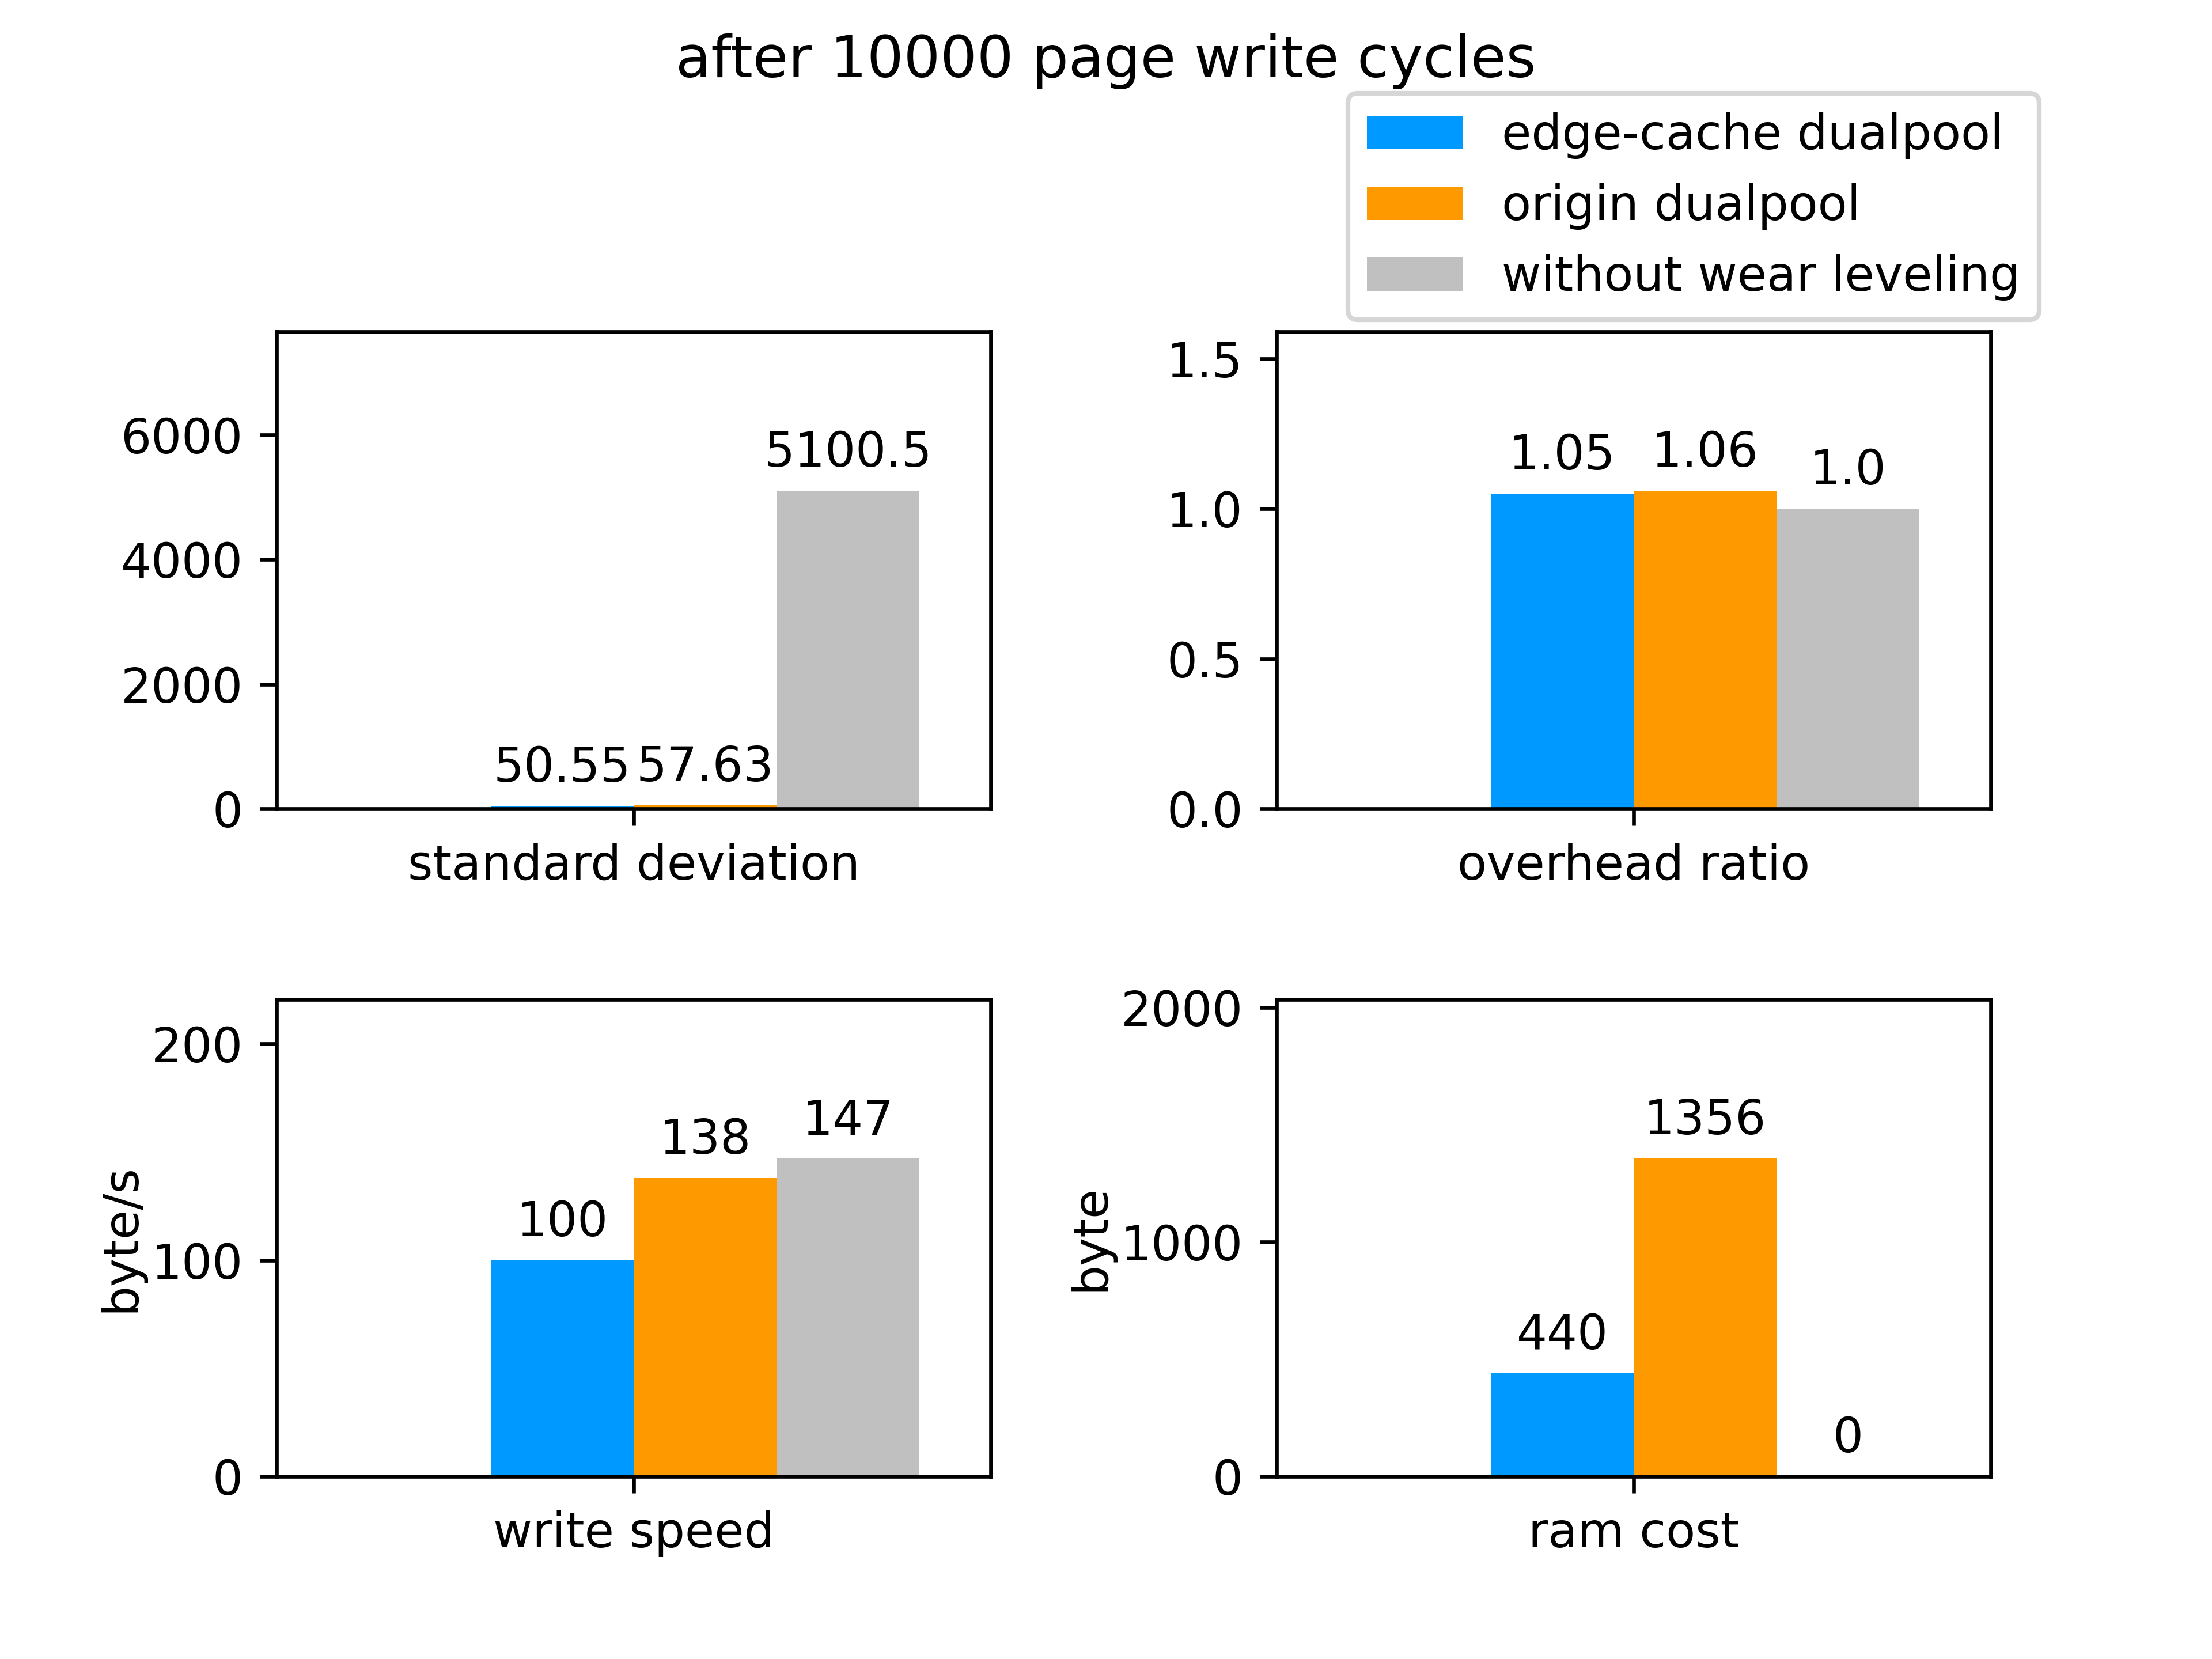 after 10000 page write cycles
edge-cache dualpool
origin dualpool
without wear leveling
6000
4000
2000
0
50.55
57.63
5100.5
standard deviation
1.5
1.0
0.5
0.0
1.05
1.06
1.0
overhead ratio
byte/s
200
100
0
100
138
147
write speed
byte
2000
1000
0
440
1356
0
ram cost